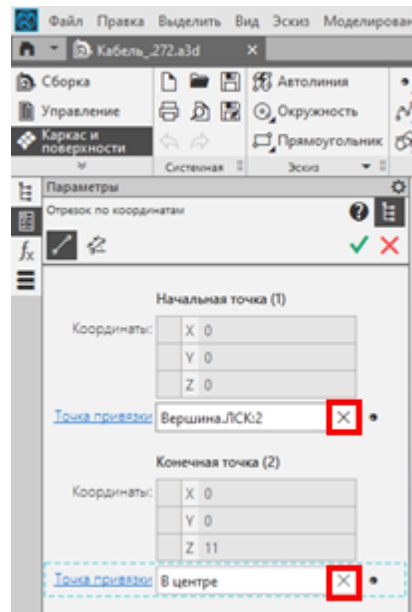 Файл Правка Выделить Вид Эскиз Моделирован
Кабель_.272.a3d
Сборка
Автолиния
Управление
Окружность
Каркас и поверхности
Прямоугольник
Системная
Эскиз
Параметры
Отрезок по координатам
Начальная точка (1)
Координаты: X 0
Y 0
Z 0
Точка привязки Вершина.ЛСК:2
Конечная точка (2)
Координаты: X 0
Y 0
Z 11
Точка привязки В центре